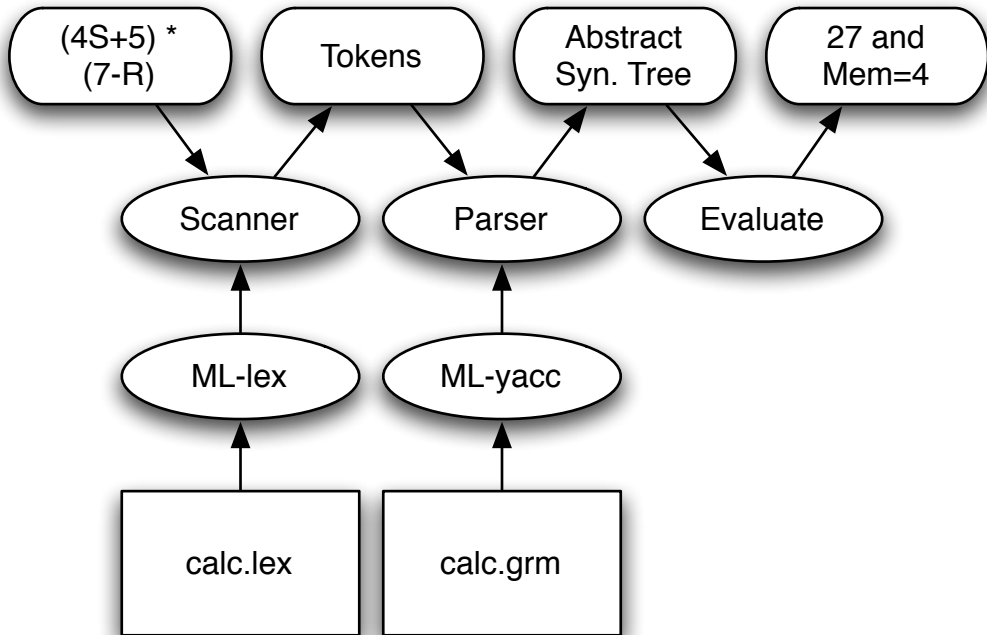 (4S+5) *
(7-R)
Tokens
Abstract
Syn. Tree
27 and
Mem=4
Scanner
Parser
Evaluate
ML-lex
ML-yacc
calc.lex
calc.grm